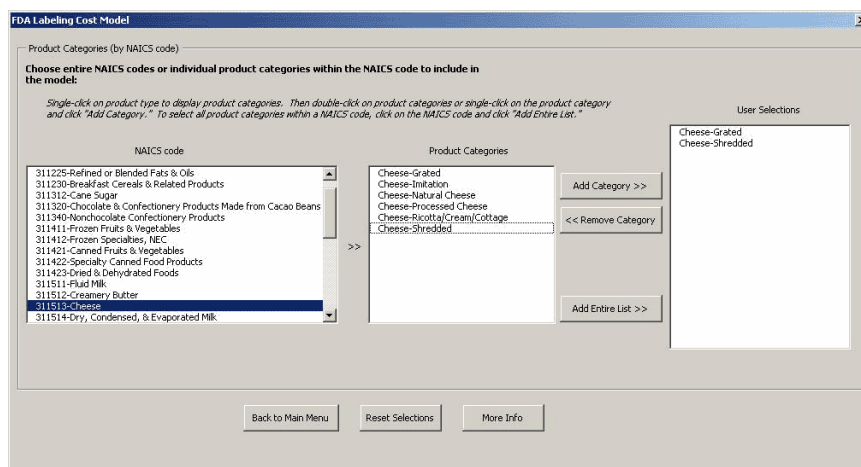 FDA Labeling Cost Model
Product Categories (by NAICS code)
Choose entire NAICS codes or individual product categories within the NAICS code to include in
the model:
Single-click on product type to display product categories. Then double-click on product categories or single-click on the product category
and click "Add Category." To select all product categories within a NAICS code, click on the NAICS code and click "Add Entire List."
NAICS code
311225-Refined or Blended Fats & Oils
311230-Breakfast Cereals & Related Products
311312-Cane Sugar
311320-Chocolate & Confectionery Products Made from Cacao Beans
311340-Nonchocolate Confectionery Products
311411-Frozen Fruits & Vegetables
311412-Frozen Specialties, NEC
311421-Canned Fruits & Vegetables
311422-Specialty Canned Food Products
311423-Dried & Dehydrated Foods
311511-Fluid Milk
311512-Creamery Butter
311513-Cheese
311514-Dry, Condensed, & Evaporated Milk
>>
Product Categories
Cheese-Grated
Cheese-Imitation
Cheese-Natural Cheese
Cheese-Processed Cheese
Cheese-Ricotta/Cream/Cottage
Cheese-Shredded
Add Category >>
<< Remove Category
Add Entire List >>
User Selections
Cheese-Grated
Cheese-Shredded
Back to Main Menu
Reset Selections
More Info